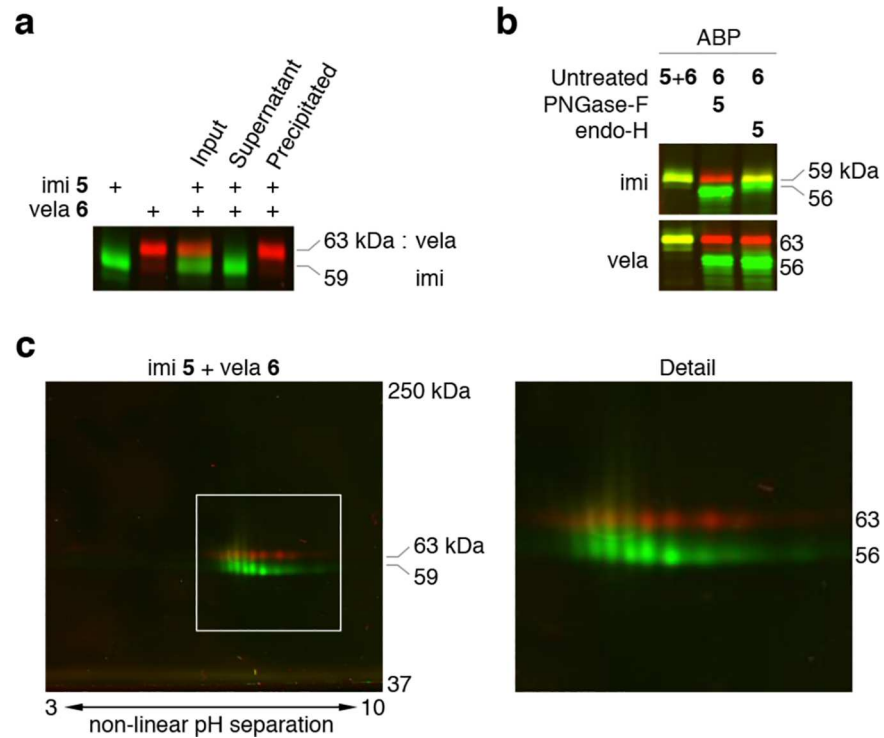 a
Input
Supernatant
Precipitated
imi 5 + + + +
vela 6 + + + +
63 kDa : vela
59 imi
b
ABP
Untreated 5+6 6 6
PNGase-F 5
endo-H 5
imi
59 kDa
56
vela
63
56
c
imi 5 + vela 6
250 kDa
63 kDa
59
37
3 10
non-linear pH separation
Detail
63
56